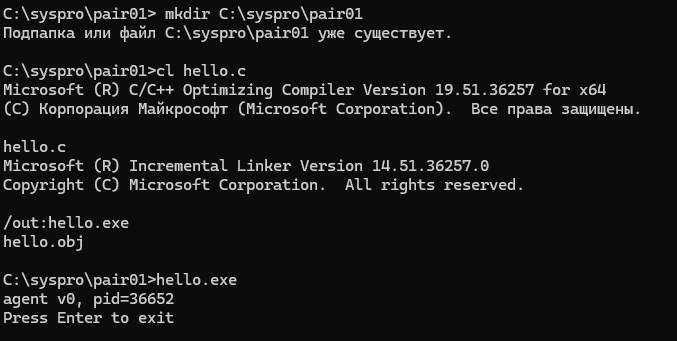 C:\syspro\pair01> mkdir C:\syspro\pair01
Подпапка или файл C:\syspro\pair01 уже существует.
C:\syspro\pair01>cl hello.c
Microsoft (R) C/C++ Optimizing Compiler Version 19.51.36257 for x64
(C) Корпорация Майкрософт (Microsoft Corporation).  Все права защищены.
hello.c
Microsoft (R) Incremental Linker Version 14.51.36257.0
Copyright (C) Microsoft Corporation.  All rights reserved.
/out:hello.exe
hello.obj
C:\syspro\pair01>hello.exe
agent v0, pid=36652
Press Enter to exit